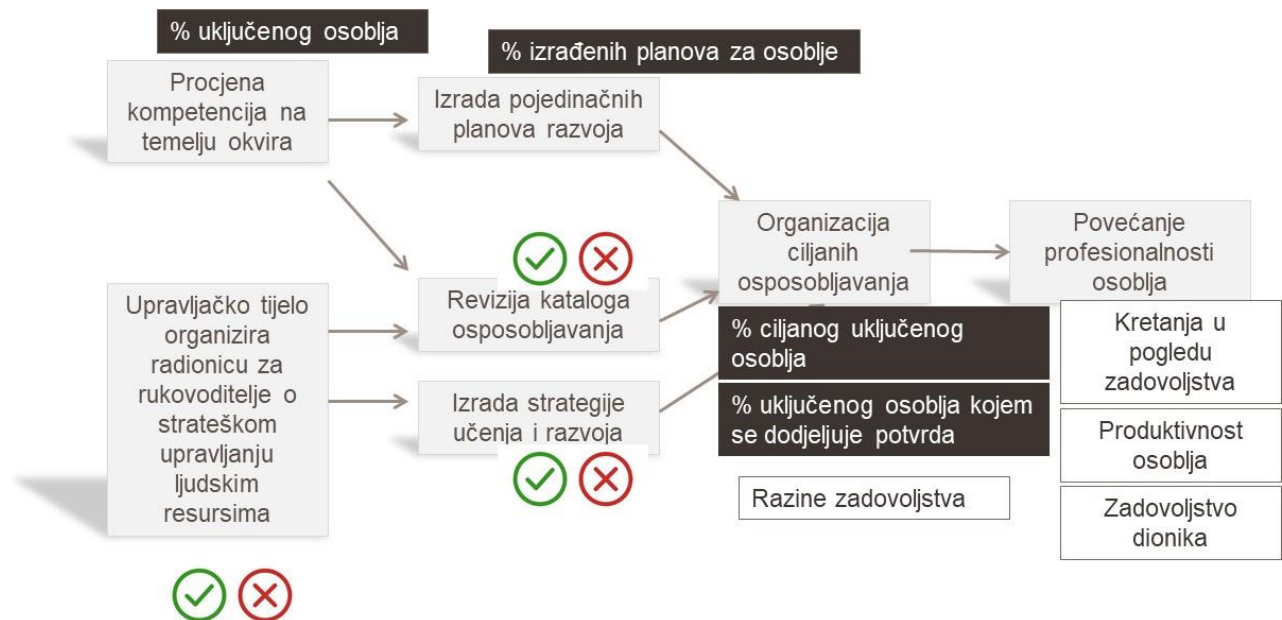 % uključenog osoblja
% izrađenih planova za osoblje
Procjena
kompetencija na
temelju okvira
Izrada pojedinačnih
planova razvoja
Organizacija
ciljanih
osposobljavanja
Povećanje
profesionalnosti
osoblja
Upravljačko tijelo
organizira
radionicu za
rukovoditelje o
strateškom
upravljanju
ljudskim
resursima
Revizija kataloga
osposobljavanja
Izrada strategije
učenja i razvoja
% ciljanog uključenog
osoblja
% uključenog osoblja kojem
se dodjeljuje potvrda
Razine zadovoljstva
Kretanja u
pogledu
zadovoljstva
Produktivnost
osoblja
Zadovoljstvo
dionika